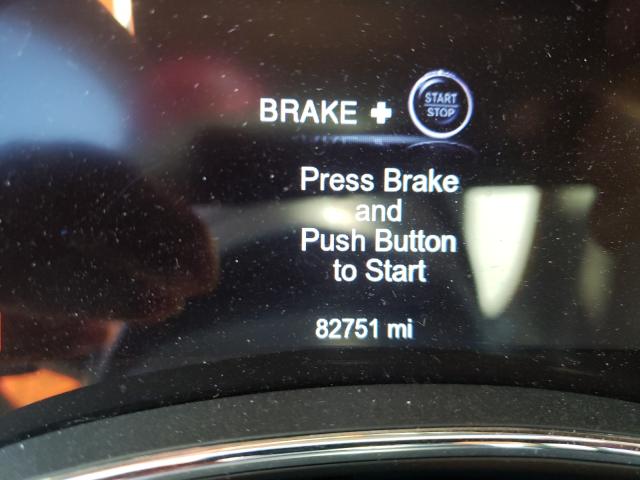 BRAKE + START
STOP
Press Brake
and
Push Button
to Start
82751 mi